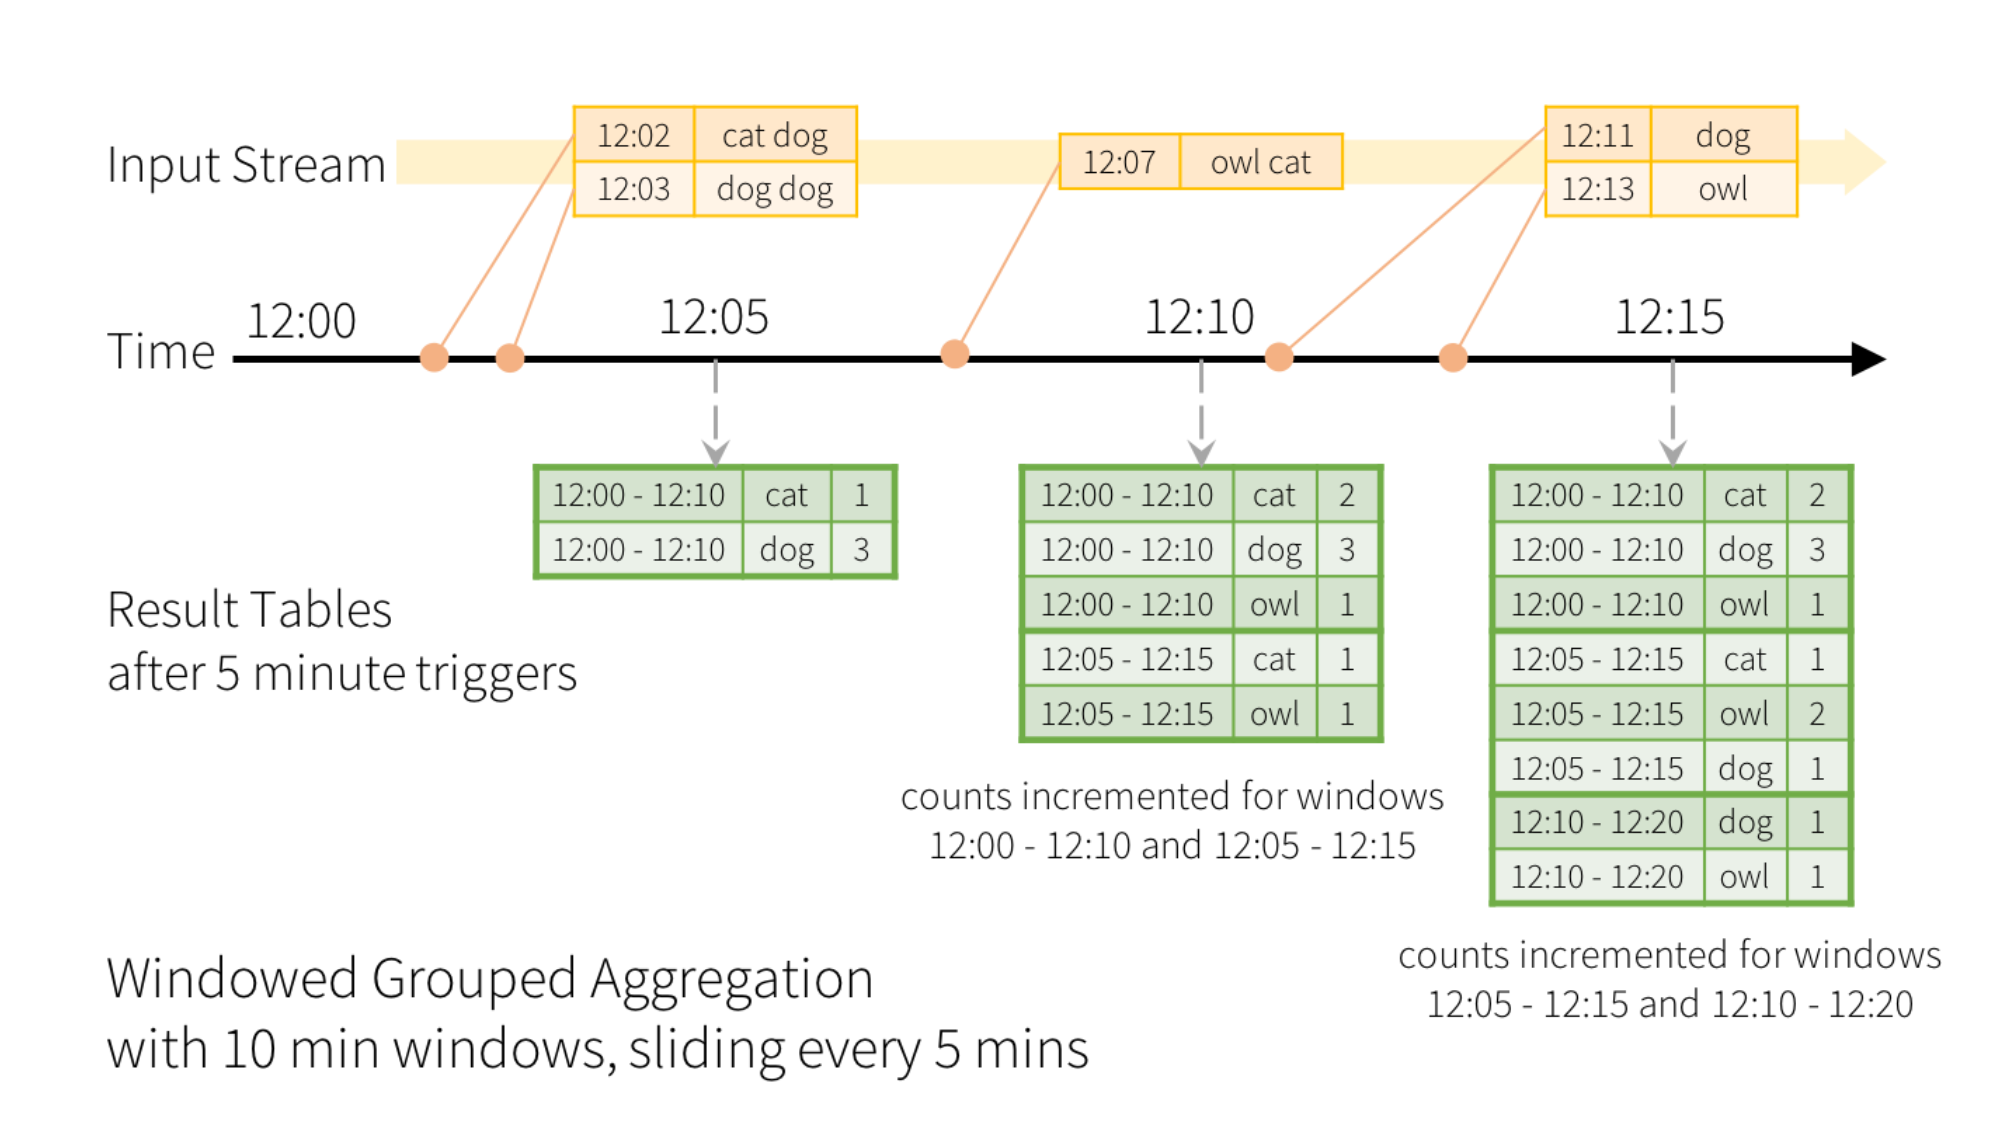 Input Stream
12:02 cat dog
12:03 dog dog
12:07 owl cat
12:11 dog
12:13 owl
Time
12:00
12:05
12:10
12:15
Result Tables
after 5 minute triggers
12:00 - 12:10 cat 1
12:00 - 12:10 dog 3
12:00 - 12:10 cat 2
12:00 - 12:10 dog 3
12:00 - 12:10 owl 1
12:05 - 12:15 cat 1
12:05 - 12:15 owl 1
counts incremented for windows
12:00 - 12:10 and 12:05 - 12:15
12:00 - 12:10 cat 2
12:00 - 12:10 dog 3
12:00 - 12:10 owl 1
12:05 - 12:15 cat 1
12:05 - 12:15 owl 2
12:05 - 12:15 dog 1
12:10 - 12:20 dog 1
12:10 - 12:20 owl 1
counts incremented for windows
12:05 - 12:15 and 12:10 - 12:20
Windowed Grouped Aggregation
with 10 min windows, sliding every 5 mins